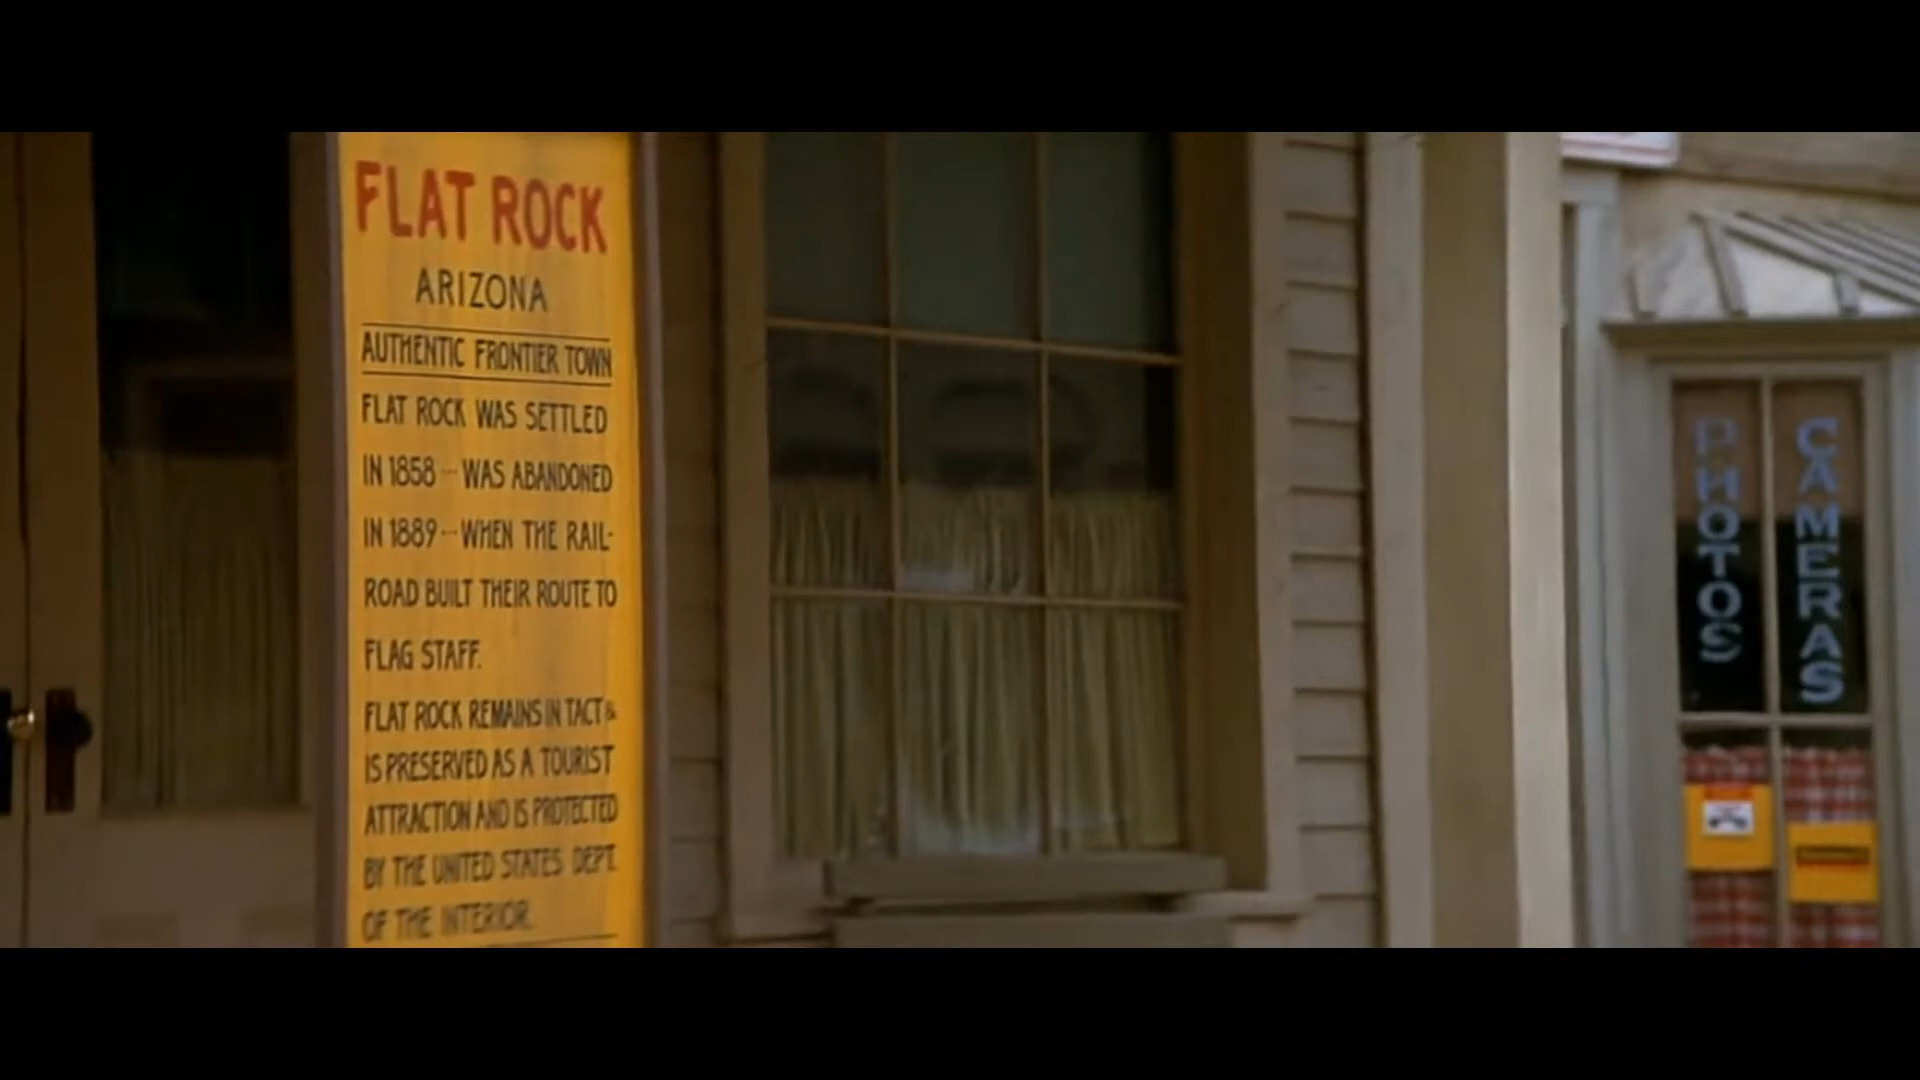 FLAT ROCK
ARIZONA
AUTHENTIC FRONTIER TOWN
FLAT ROCK WAS SETTLED
IN 1858 -- WAS ABANDONED
IN 1889 -- WHEN THE RAIL-
ROAD BUILT THEIR ROUTE TO
FLAG STAFF.
FLAT ROCK REMAINS IN TACT &
IS PRESERVED AS A TOURIST
ATTRACTION AND IS PROTECTED
BY THE UNITED STATES DEPT.
OF THE INTERIOR.
PHOTOS
CAMERAS